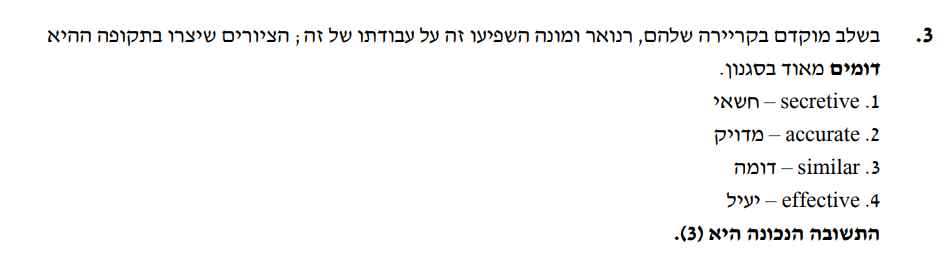 3. בשלב מוקדם בקריירה שלהם, רנואר ומונה השפיעו זה על עבודתו של זה; הציורים שיצרו בתקופה ההיא
דומים מאוד בסגנון.
1. secretive – חשאי
2. accurate – מדויק
3. similar – דומה
4. effective – יעיל
התשובה הנכונה היא (3).